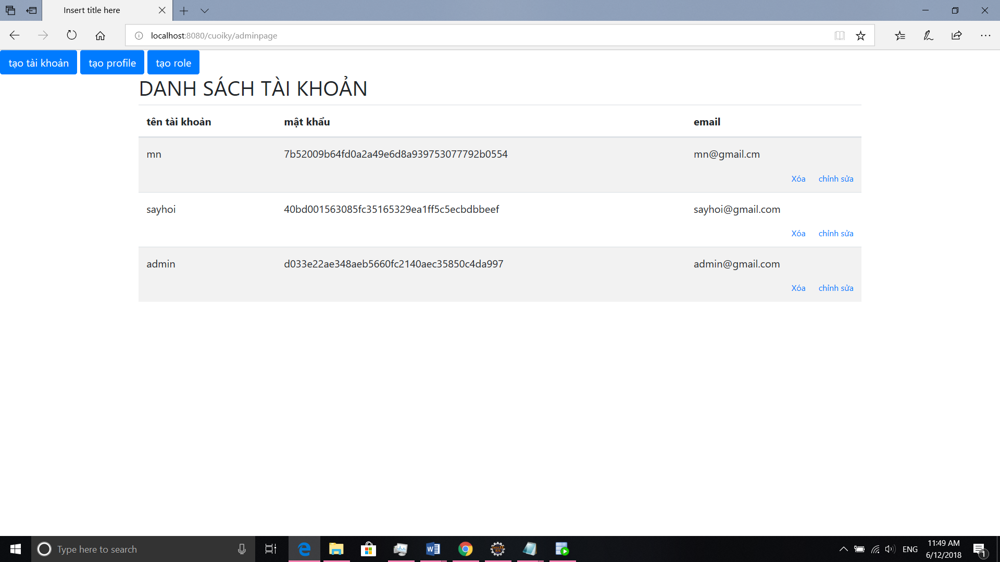 Insert title here
localhost:8080/cuoiky/adminpage
tạo tài khoản tạo profile tạo role
DANH SÁCH TÀI KHOẢN
tên tài khoản mật khẩu email
mn 7b52009b64fd0a2a49e6d8a939753077792b0554 mn@gmail.cm
Xóa chỉnh sửa
sayhoi 40bd001563085fc35165329ea1ff5c5ecbdbbeef sayhoi@gmail.com
Xóa chỉnh sửa
admin d033e22ae348aeb5660fc2140aec35850c4da997 admin@gmail.com
Xóa chỉnh sửa
Type here to search
ENG
11:49 AM
6/12/2018
1